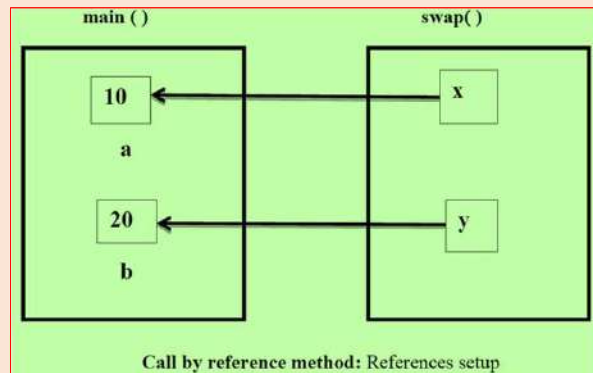 main ( ) swap( )
10 x
a
20 y
b
Call by reference method: References setup